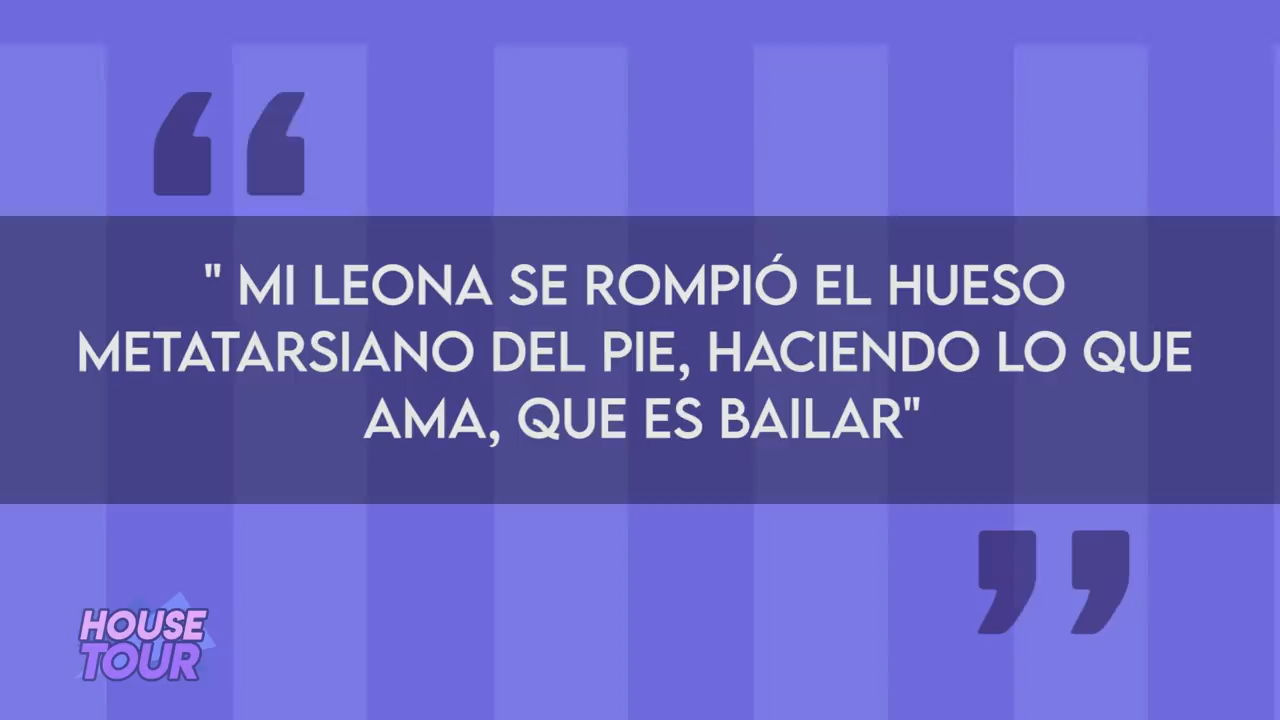 " MI LEONA SE ROMPIÓ EL HUESO
METATARSIANO DEL PIE, HACIENDO LO QUE
AMA, QUE ES BAILAR"
HOUSE
TOUR